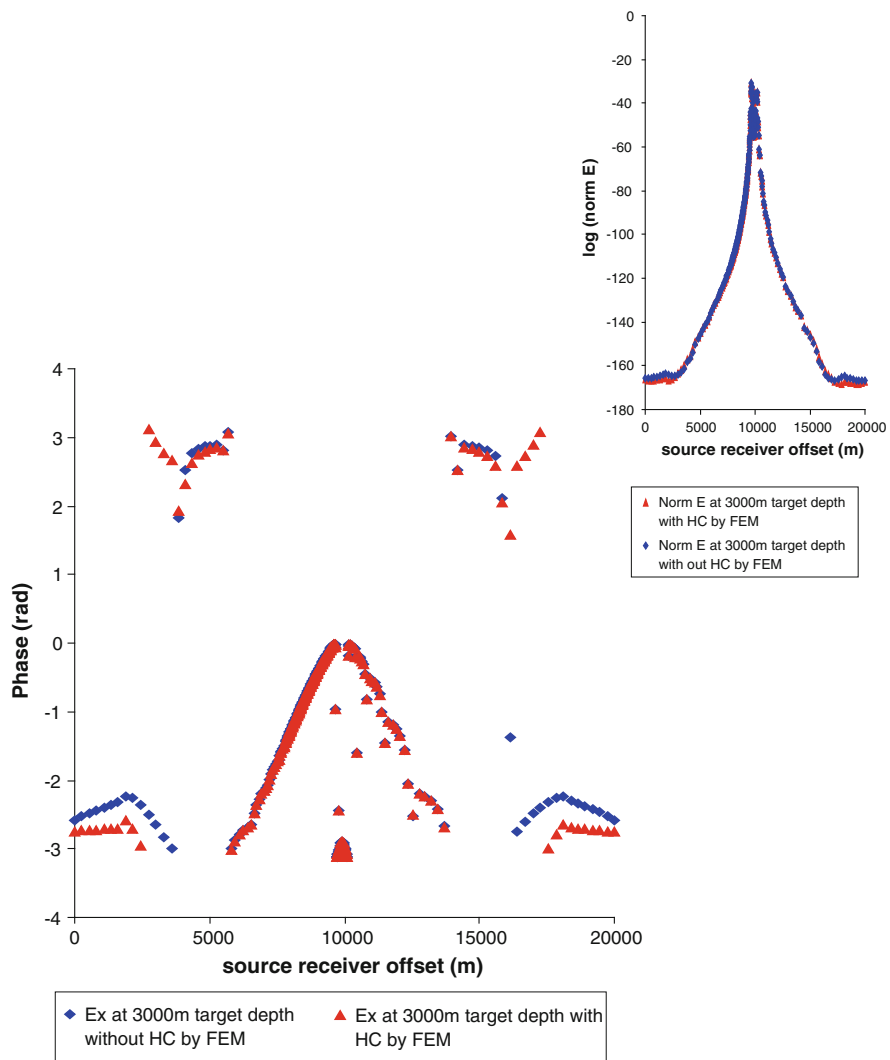 0
-20
-40
-60
-80
-100
-120
-140
-160
-180
log (norm E)
0 5000 10000 15000 20000
source receiver offset (m)
Norm E at 3000m target depth
with HC by FEM
Norm E at 3000m target depth
with out HC by FEM
4
3
2
1
0
-1
-2
-3
-4
Phase (rad)
0 5000 10000 15000 20000
source receiver offset (m)
Ex at 3000m target depth
without HC by FEM
Ex at 3000m target depth with
HC by FEM